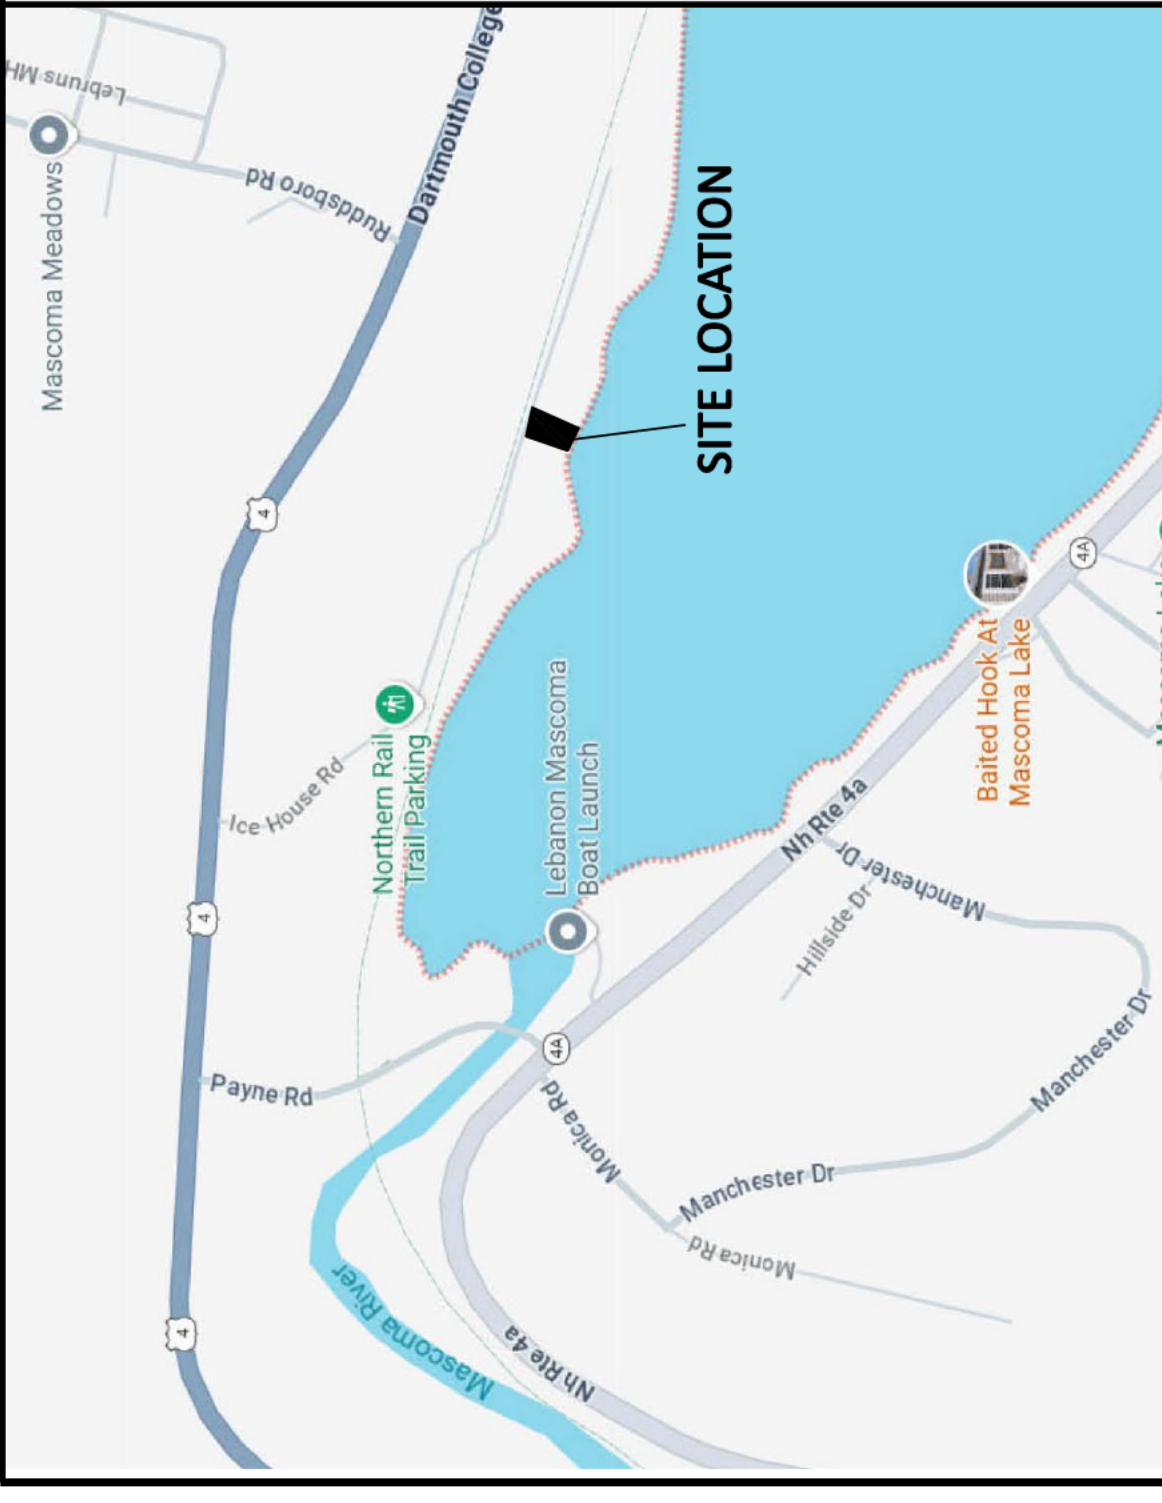 Lebruns MH
Mascoma Meadows
4
4
4
Ruddsboro Rd
Dartmouth College
Payne Rd
Ice House Rd
Northern Rail
Trail Parking
Mascoma River
Lebanon Mascoma
Boat Launch
SITE LOCATION
4A
Nh Rte 4a
Monica Rd
Manchester Dr
Monica Rd
Nh Rte 4a
Hillside Dr
Manchester Dr
Manchester Dr
Baited Hook At
Mascoma Lake
4A